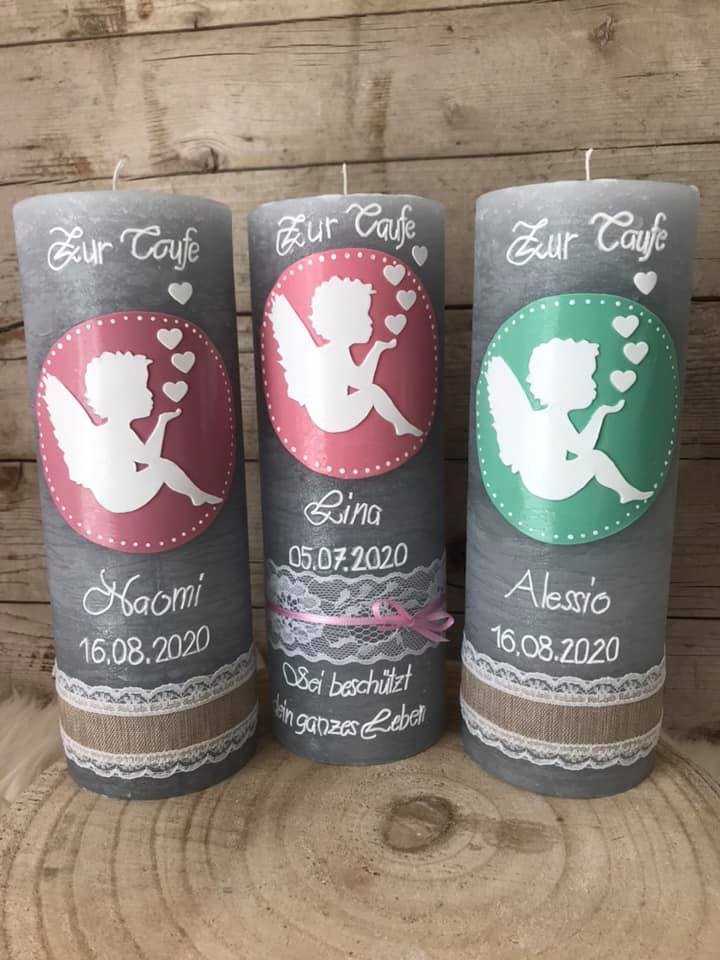 Zur Taufe
Naomi
16.08.2020
Zur Taufe
Lina
05.07.2020
Sei beschützt
dein ganzes Leben
Zur Taufe
Alessio
16.08.2020